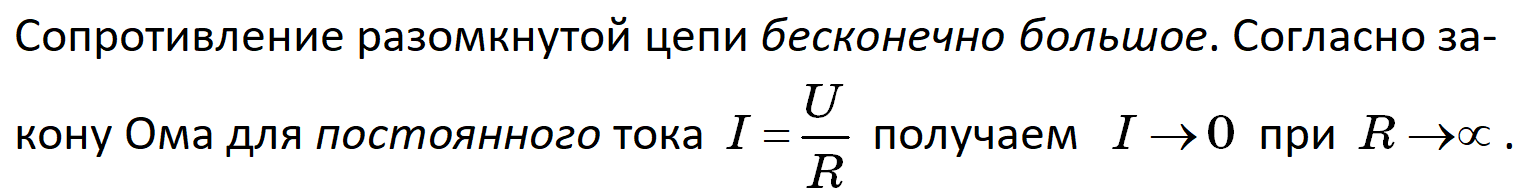 Сопротивление разомкнутой цепи бесконечно большое. Согласно за-
кону Ома для постоянного тока I = U/R получаем I → 0 при R → ∝ .